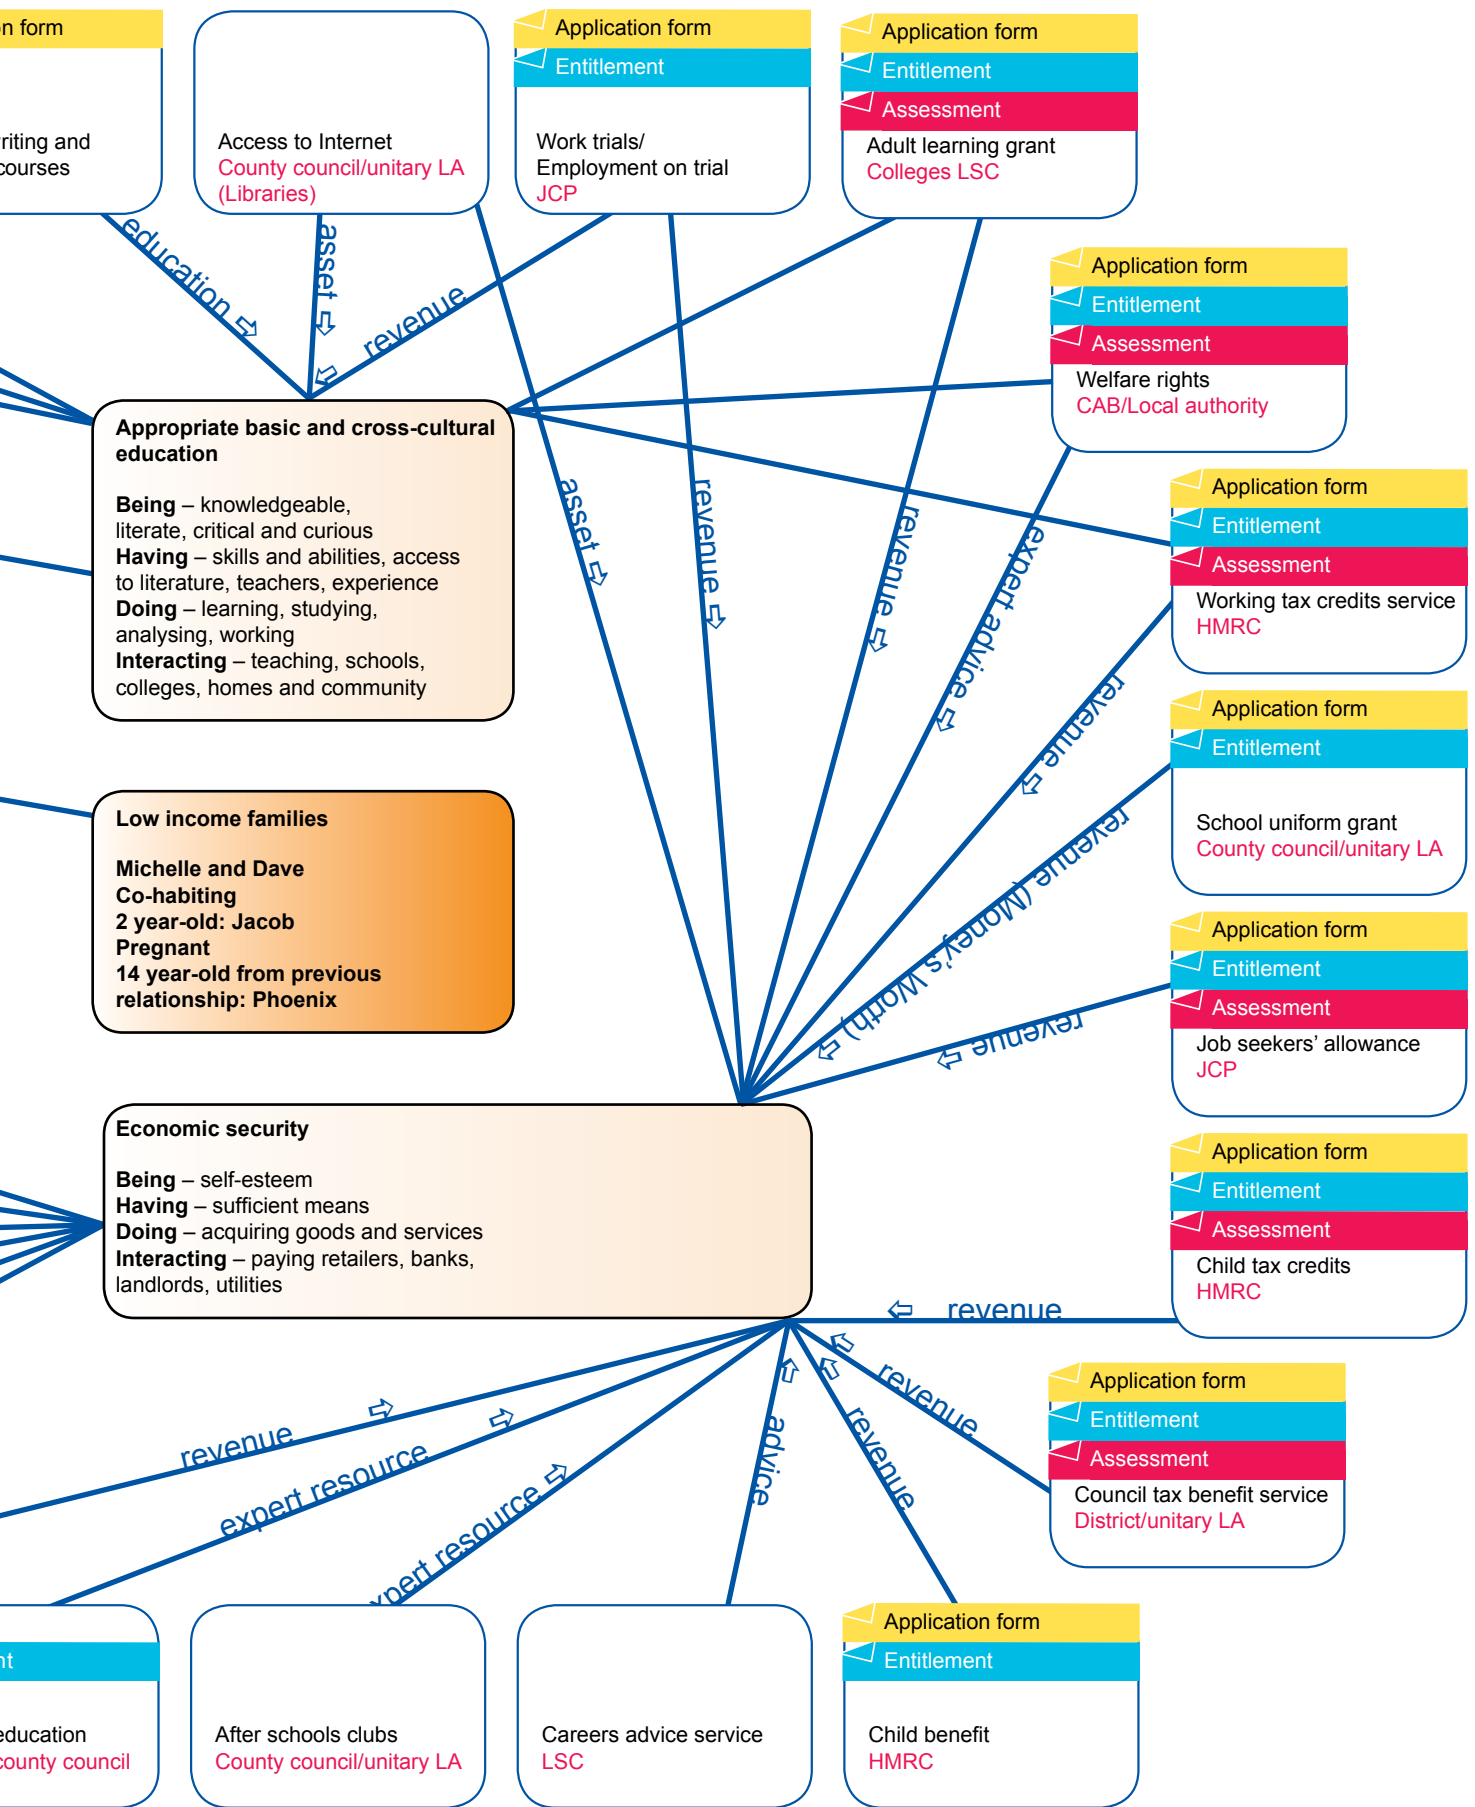 form
writing and
courses
Access to Internet
County council/unitary LA
(Libraries)
Application form
Entitlement
Work trials/
Employment on trial
JCP
Application form
Entitlement
Assessment
Adult learning grant
Colleges LSC
education
asset
revenue
Application form
Entitlement
Assessment
Welfare rights
CAB/Local authority
Appropriate basic and cross-cultural
education
Being – knowledgeable,
literate, critical and curious
Having – skills and abilities, access
to literature, teachers, experience
Doing – learning, studying,
analysing, working
Interacting – teaching, schools,
colleges, homes and community
asset
revenue
revenue
expert advice
revenue
revenue (Money's Worth)
revenue
Application form
Entitlement
Assessment
Working tax credits service
HMRC
Application form
Entitlement
School uniform grant
County council/unitary LA
Low income families
Michelle and Dave
Co-habiting
2 year-old: Jacob
Pregnant
14 year-old from previous
relationship: Phoenix
Application form
Entitlement
Assessment
Job seekers’ allowance
JCP
Economic security
Being – self-esteem
Having – sufficient means
Doing – acquiring goods and services
Interacting – paying retailers, banks,
landlords, utilities
Application form
Entitlement
Assessment
Child tax credits
HMRC
revenue
revenue
revenue
advice
revenue
expert resource
expert resource
Application form
Entitlement
Assessment
Council tax benefit service
District/unitary LA
education
county council
After schools clubs
County council/unitary LA
Careers advice service
LSC
Application form
Entitlement
Child benefit
HMRC